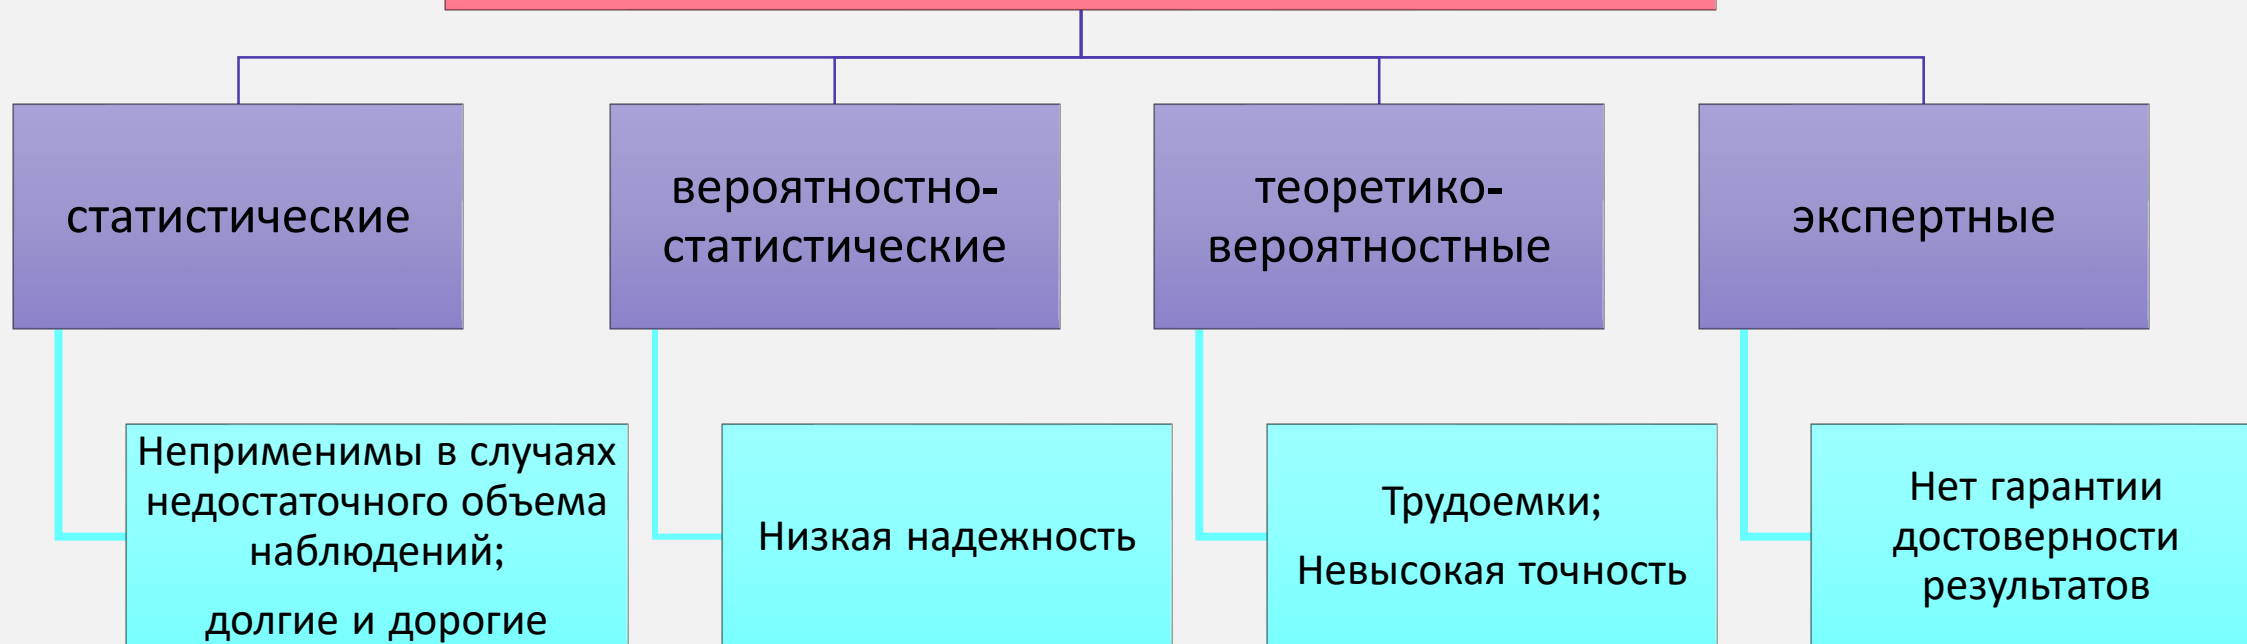 статистические
вероятностно-
статистические
теоретико-
вероятностные
экспертные
Неприменимы в случаях
недостаточного объема
наблюдений;
долгие и дорогие
Низкая надежность
Трудоемки;
Невысокая точность
Нет гарантии
достоверности
результатов